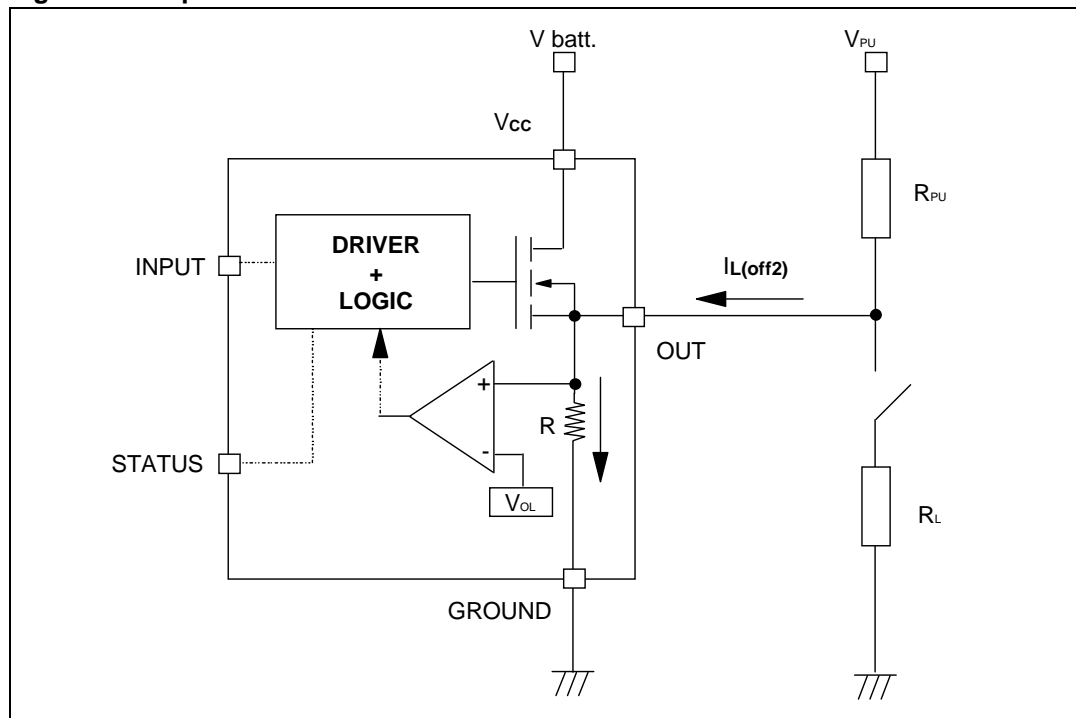 V batt.
VPU
VCC
RPU
DRIVER
+
LOGIC
INPUT
IL(off2)
OUT
+
R
-
STATUS
VOL
RL
GROUND